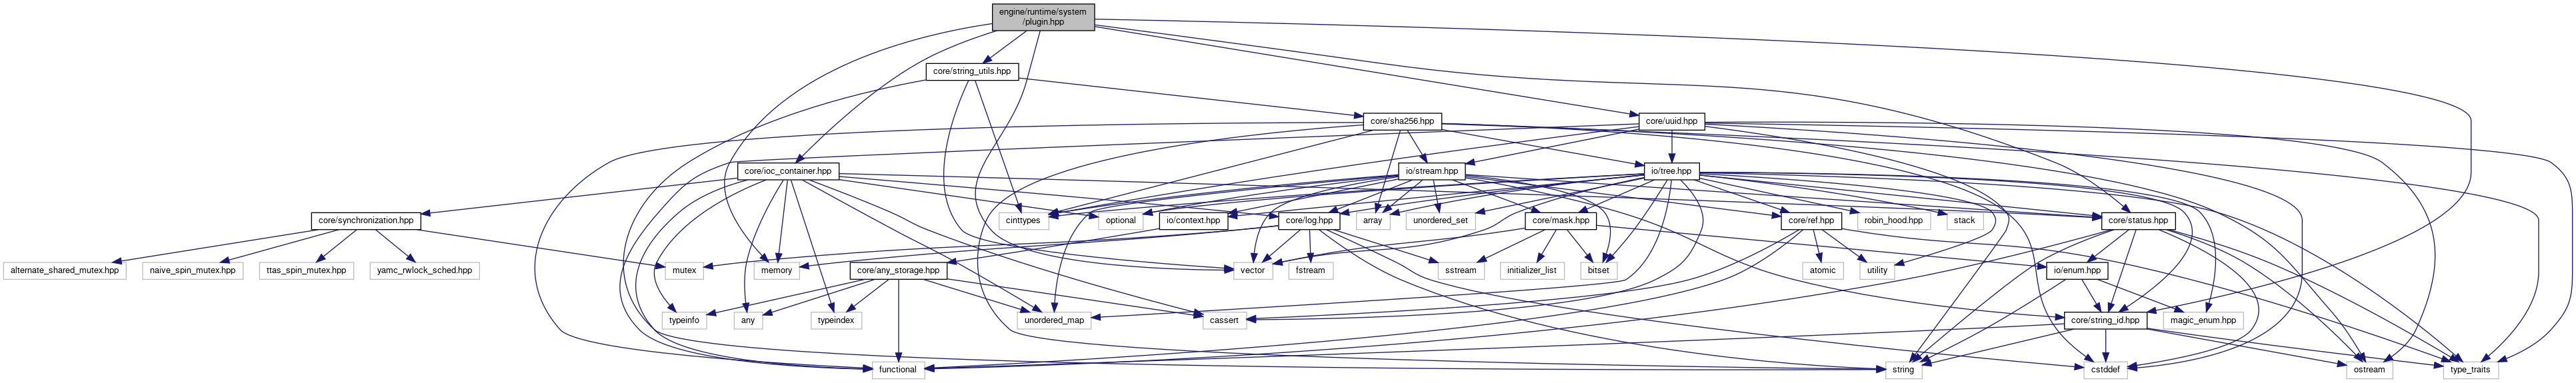 engine/runtime/system
/plugin.hpp
core/string_utils.hpp
core/sha256.hpp
core/uuid.hpp
core/ioc_container.hpp
io/stream.hpp
io/tree.hpp
core/synchronization.hpp
cinttypes
optional
io/context.hpp
core/log.hpp
array
unordered_set
core/mask.hpp
core/ref.hpp
robin_hood.hpp
stack
core/status.hpp
alternate_shared_mutex.hpp
naive_spin_mutex.hpp
ttas_spin_mutex.hpp
yamc_rwlock_sched.hpp
mutex
memory
core/any_storage.hpp
vector
fstream
sstream
initializer_list
bitset
atomic
utility
io/enum.hpp
typeinfo
any
typeindex
unordered_map
cassert
core/string_id.hpp
magic_enum.hpp
functional
string
cstddef
ostream
type_traits